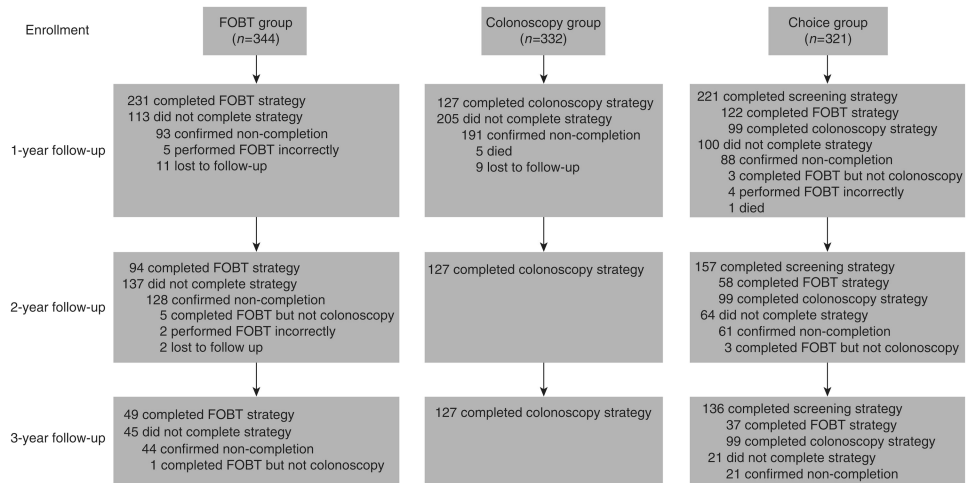 Enrollment
FOBT group
(n=344)
Colonoscopy group
(n=332)
Choice group
(n=321)
1-year follow-up
231 completed FOBT strategy
113 did not complete strategy
93 confirmed non-completion
5 performed FOBT incorrectly
11 lost to follow-up
127 completed colonoscopy strategy
205 did not complete strategy
191 confirmed non-completion
5 died
9 lost to follow-up
221 completed screening strategy
122 completed FOBT strategy
99 completed colonoscopy strategy
100 did not complete strategy
88 confirmed non-completion
3 completed FOBT but not colonoscopy
4 performed FOBT incorrectly
1 died
2-year follow-up
94 completed FOBT strategy
137 did not complete strategy
128 confirmed non-completion
5 completed FOBT but not colonoscopy
2 performed FOBT incorrectly
2 lost to follow up
127 completed colonoscopy strategy
157 completed screening strategy
58 completed FOBT strategy
99 completed colonoscopy strategy
64 did not complete strategy
61 confirmed non-completion
3 completed FOBT but not colonoscopy
3-year follow-up
49 completed FOBT strategy
45 did not complete strategy
44 confirmed non-completion
1 completed FOBT but not colonoscopy
127 completed colonoscopy strategy
136 completed screening strategy
37 completed FOBT strategy
99 completed colonoscopy strategy
21 did not complete strategy
21 confirmed non-completion